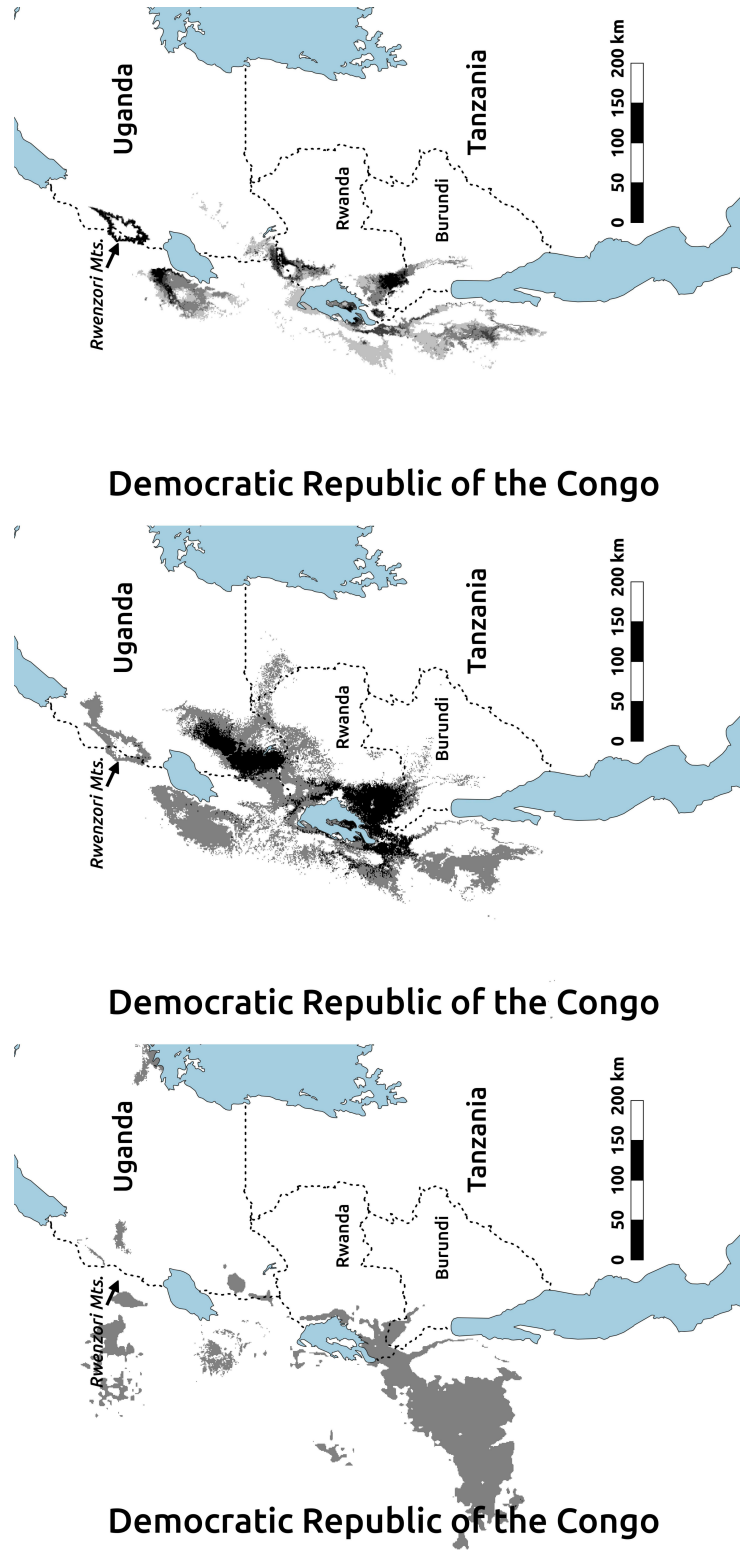 Uganda
Rwenzori Mts.
Rwanda
Burundi
Tanzania
0 50 100 150 200 km
Democratic Republic of the Congo
Uganda
Rwenzori Mts.
Rwanda
Burundi
Tanzania
0 50 100 150 200 km
Democratic Republic of the Congo
Uganda
Rwenzori Mts.
Rwanda
Burundi
Tanzania
0 50 100 150 200 km
Democratic Republic of the Congo